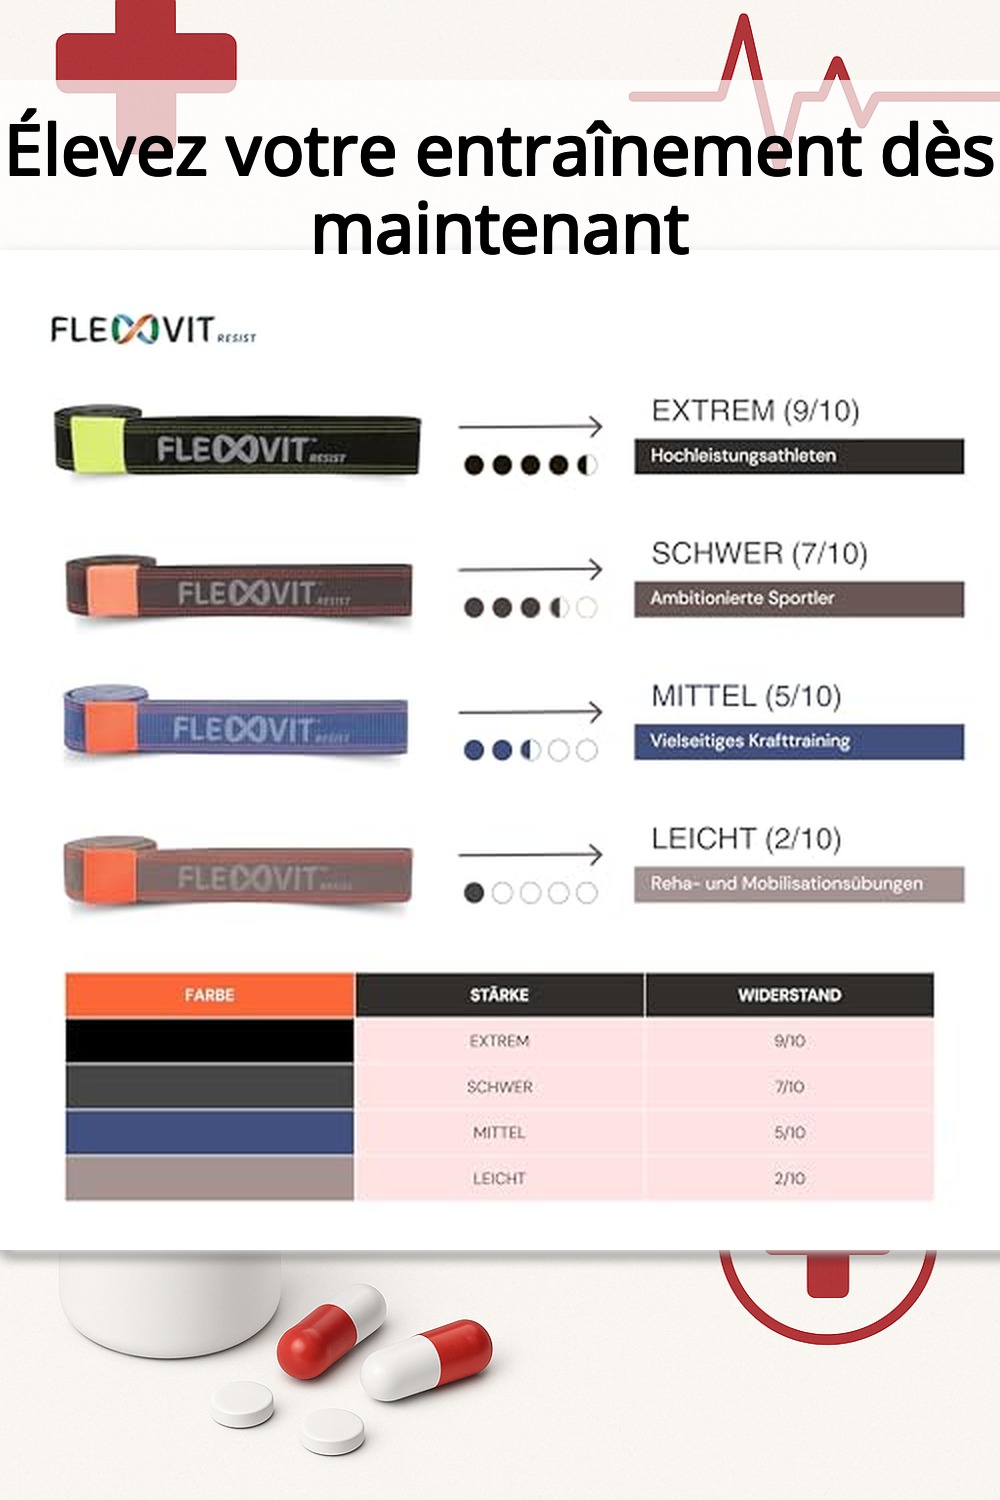 Élevez votre entraînement dès
maintenant
FLEXVIT RESIST
FLEXVIT™ RESIST
EXTREM (9/10)
Hochleistungsathleten
FLEXVIT RESIST
SCHWER (7/10)
Ambitionierte Sportler
FLEXVIT RESIST
MITTEL (5/10)
Vielseitiges Krafttraining
FLEXVIT RESIST
LEICHT (2/10)
Reha- und Mobilisationsübungen
FARBE STÄRKE WIDERSTAND
EXTREM 9/10
SCHWER 7/10
MITTEL 5/10
LEICHT 2/10